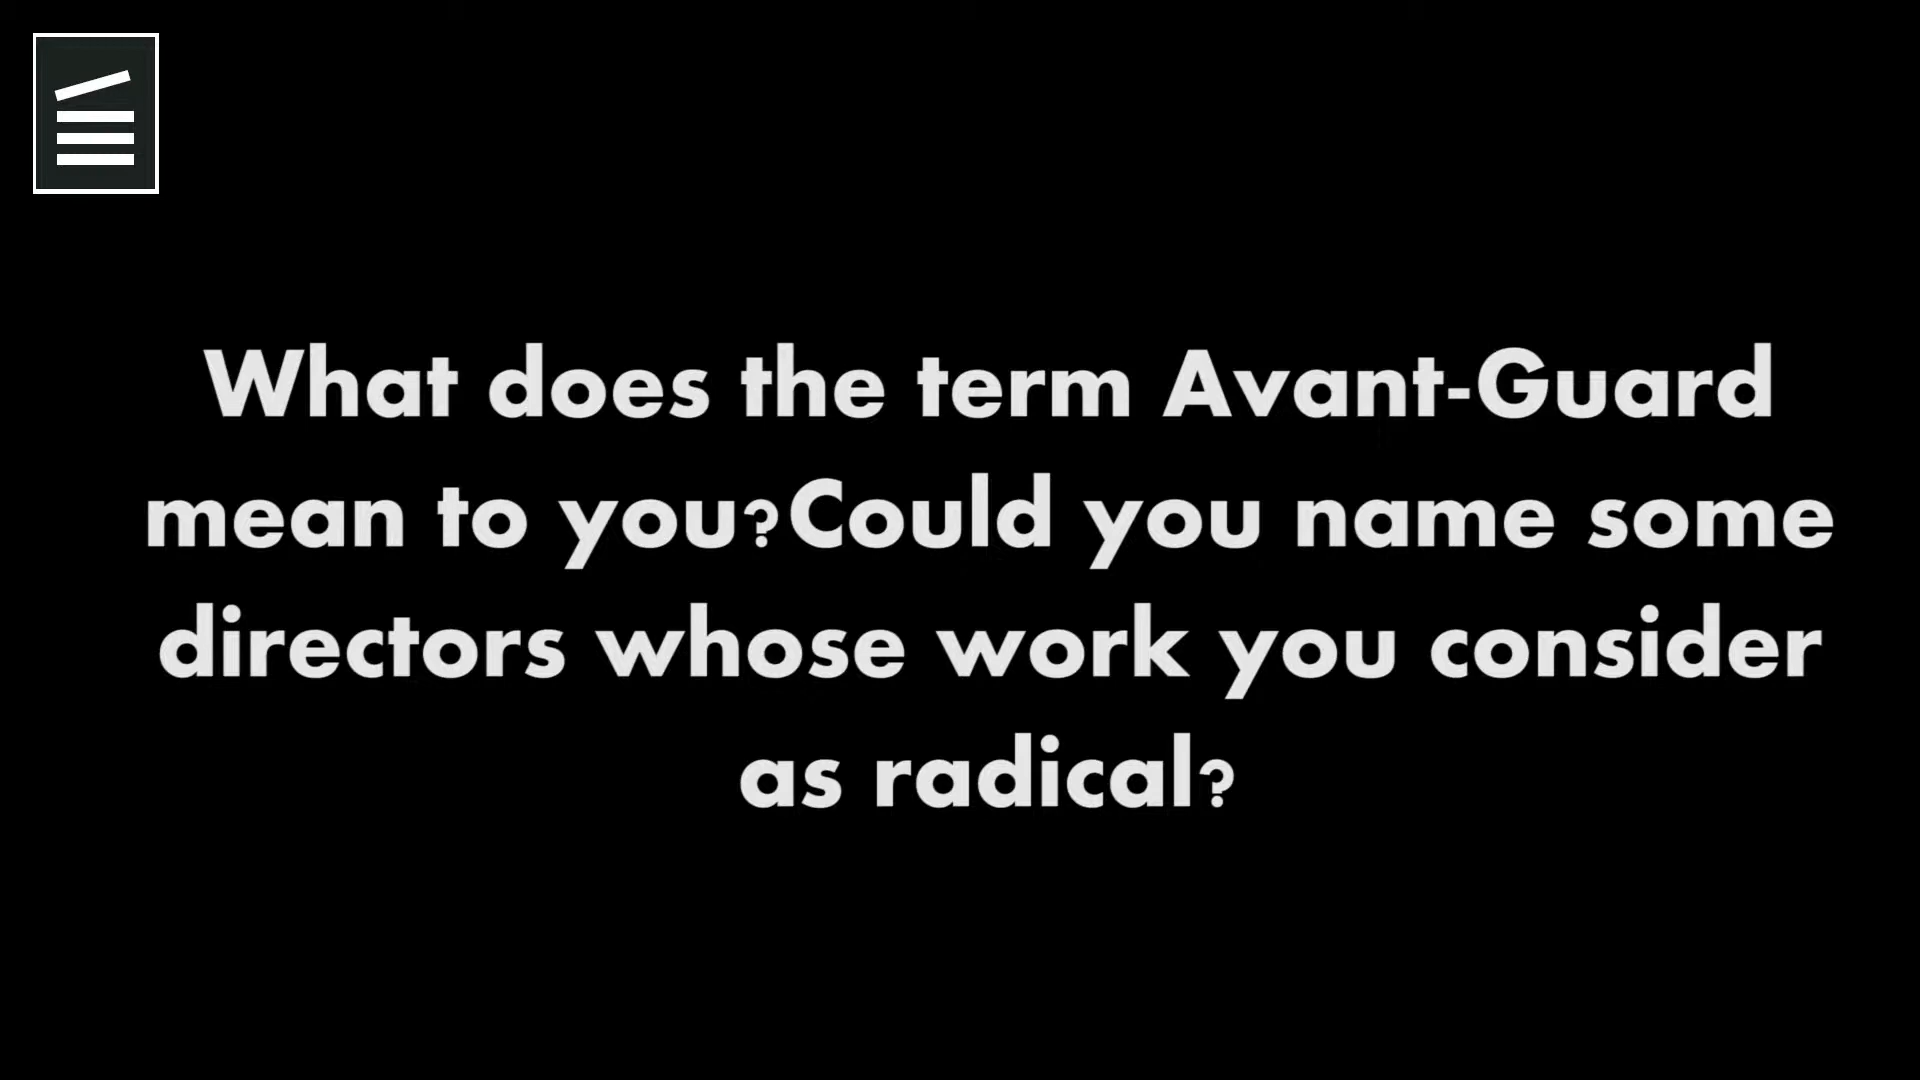 What does the term Avant-Guard
mean to you?Could you name some
directors whose work you consider
as radical?